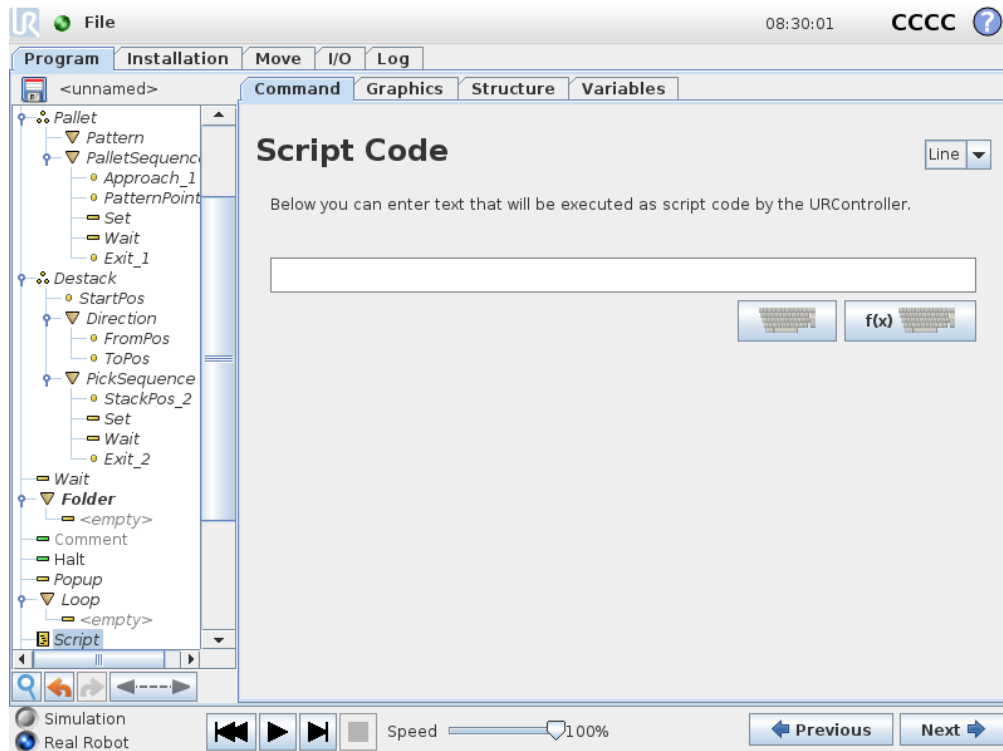 UR File 08:30:01 CCCC ?
Program Installation Move I/O Log
<unnamed>
Command Graphics Structure Variables
Pallet
Pattern
PalletSequenc
Approach_1
PatternPoint
Set
Wait
Exit_1
Destack
StartPos
Direction
FromPos
ToPos
PickSequence
StackPos_2
Set
Wait
Exit_2
Wait
Folder
<empty>
Comment
Halt
Popup
Loop
<empty>
Script
Script Code
Line
Below you can enter text that will be executed as script code by the URController.
f(x)
Simulation
Real Robot
Speed 100%
Previous Next